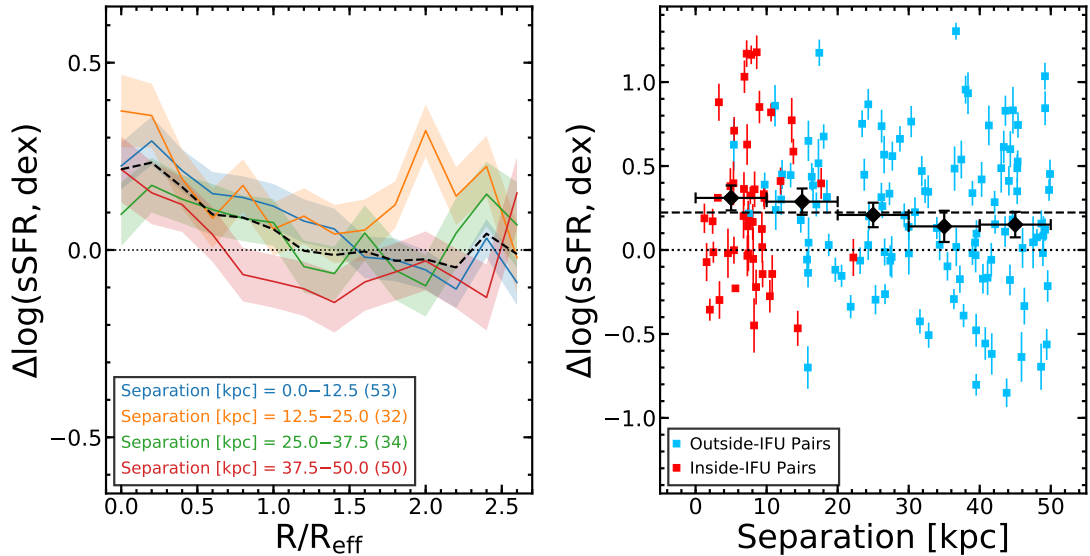 Δlog(sSFR, dex)
0.5
0.0
−0.5
Separation [kpc] = 0.0−12.5 (53)
Separation [kpc] = 12.5−25.0 (32)
Separation [kpc] = 25.0−37.5 (34)
Separation [kpc] = 37.5−50.0 (50)
0.0 0.5 1.0 1.5 2.0 2.5
R/Reff
Δlog(sSFR, dex)
1.0
0.5
0.0
−0.5
−1.0
Outside-IFU Pairs
Inside-IFU Pairs
0 10 20 30 40 50
Separation [kpc]